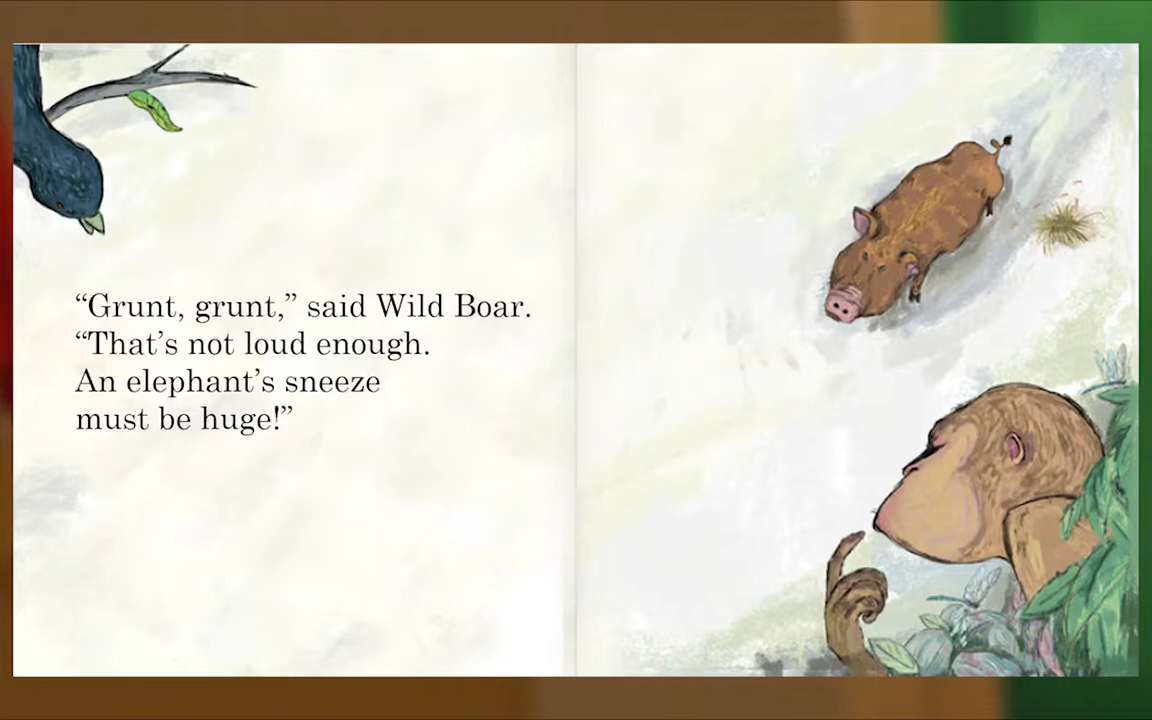 “Grunt, grunt,” said Wild Boar.
“That’s not loud enough.
An elephant’s sneeze
must be huge!”